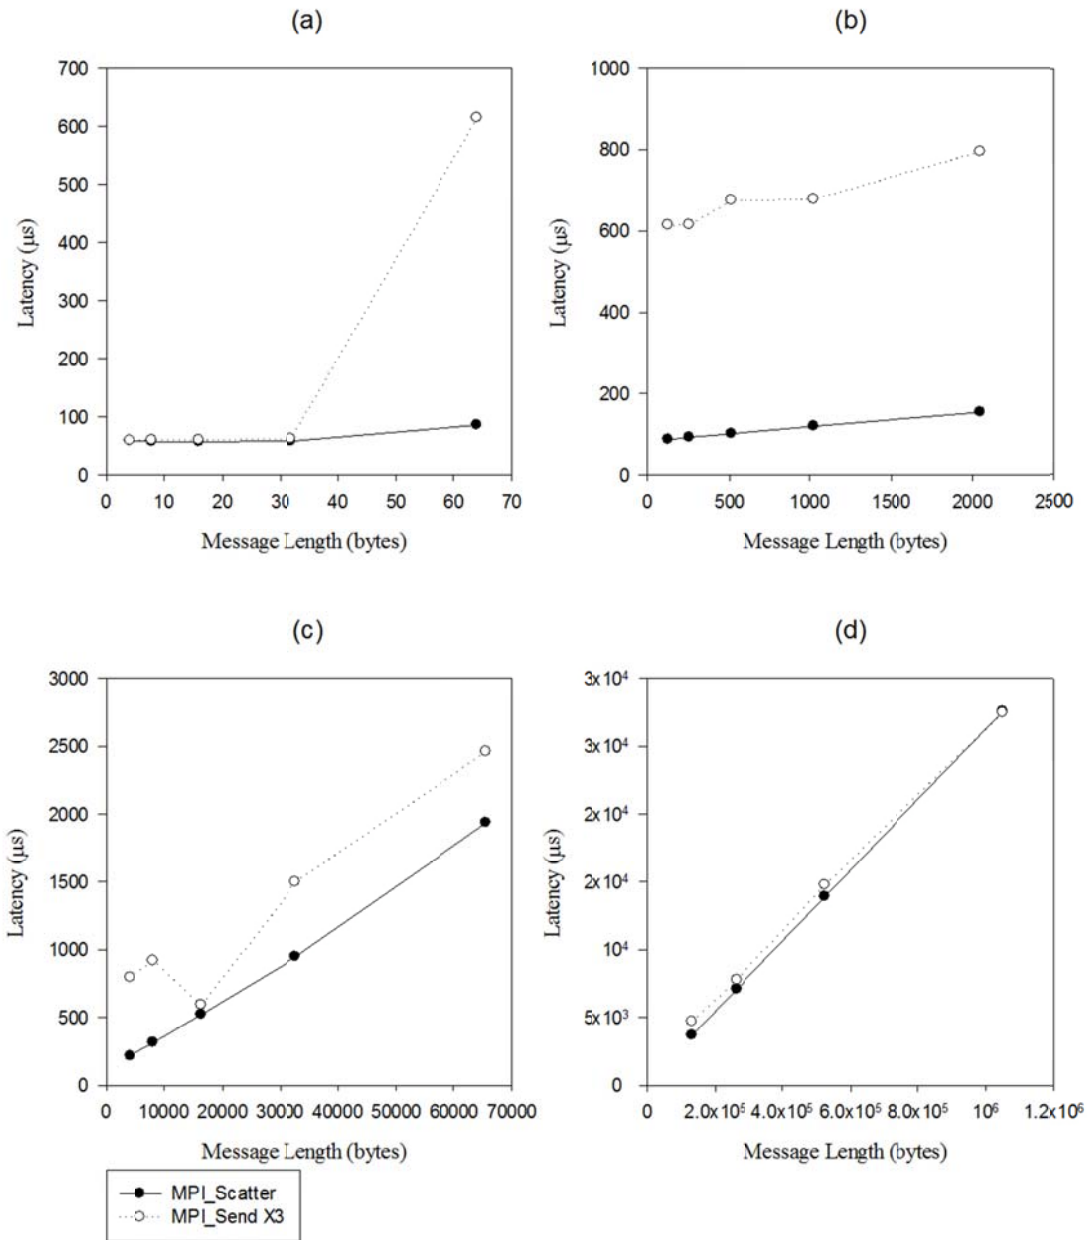 (a)
700
600
500
400
300
200
100
0
Latency (µs)
0 10 20 30 40 50 60 70
Message Length (bytes)
(b)
1000
800
600
400
200
0
Latency (µs)
0 500 1000 1500 2000 2500
Message Length (bytes)
(c)
3000
2500
2000
1500
1000
500
0
Latency (µs)
0 10000 20000 30000 40000 50000 60000 70000
Message Length (bytes)
(d)
3x10⁴
3x10⁴
2x10⁴
2x10⁴
10⁴
5x10³
0
Latency (µs)
0 2.0x10⁵ 4.0x10⁵ 6.0x10⁵ 8.0x10⁵ 10⁶ 1.2x10⁶
Message Length (bytes)
MPI_Scatter
MPI_Send X3